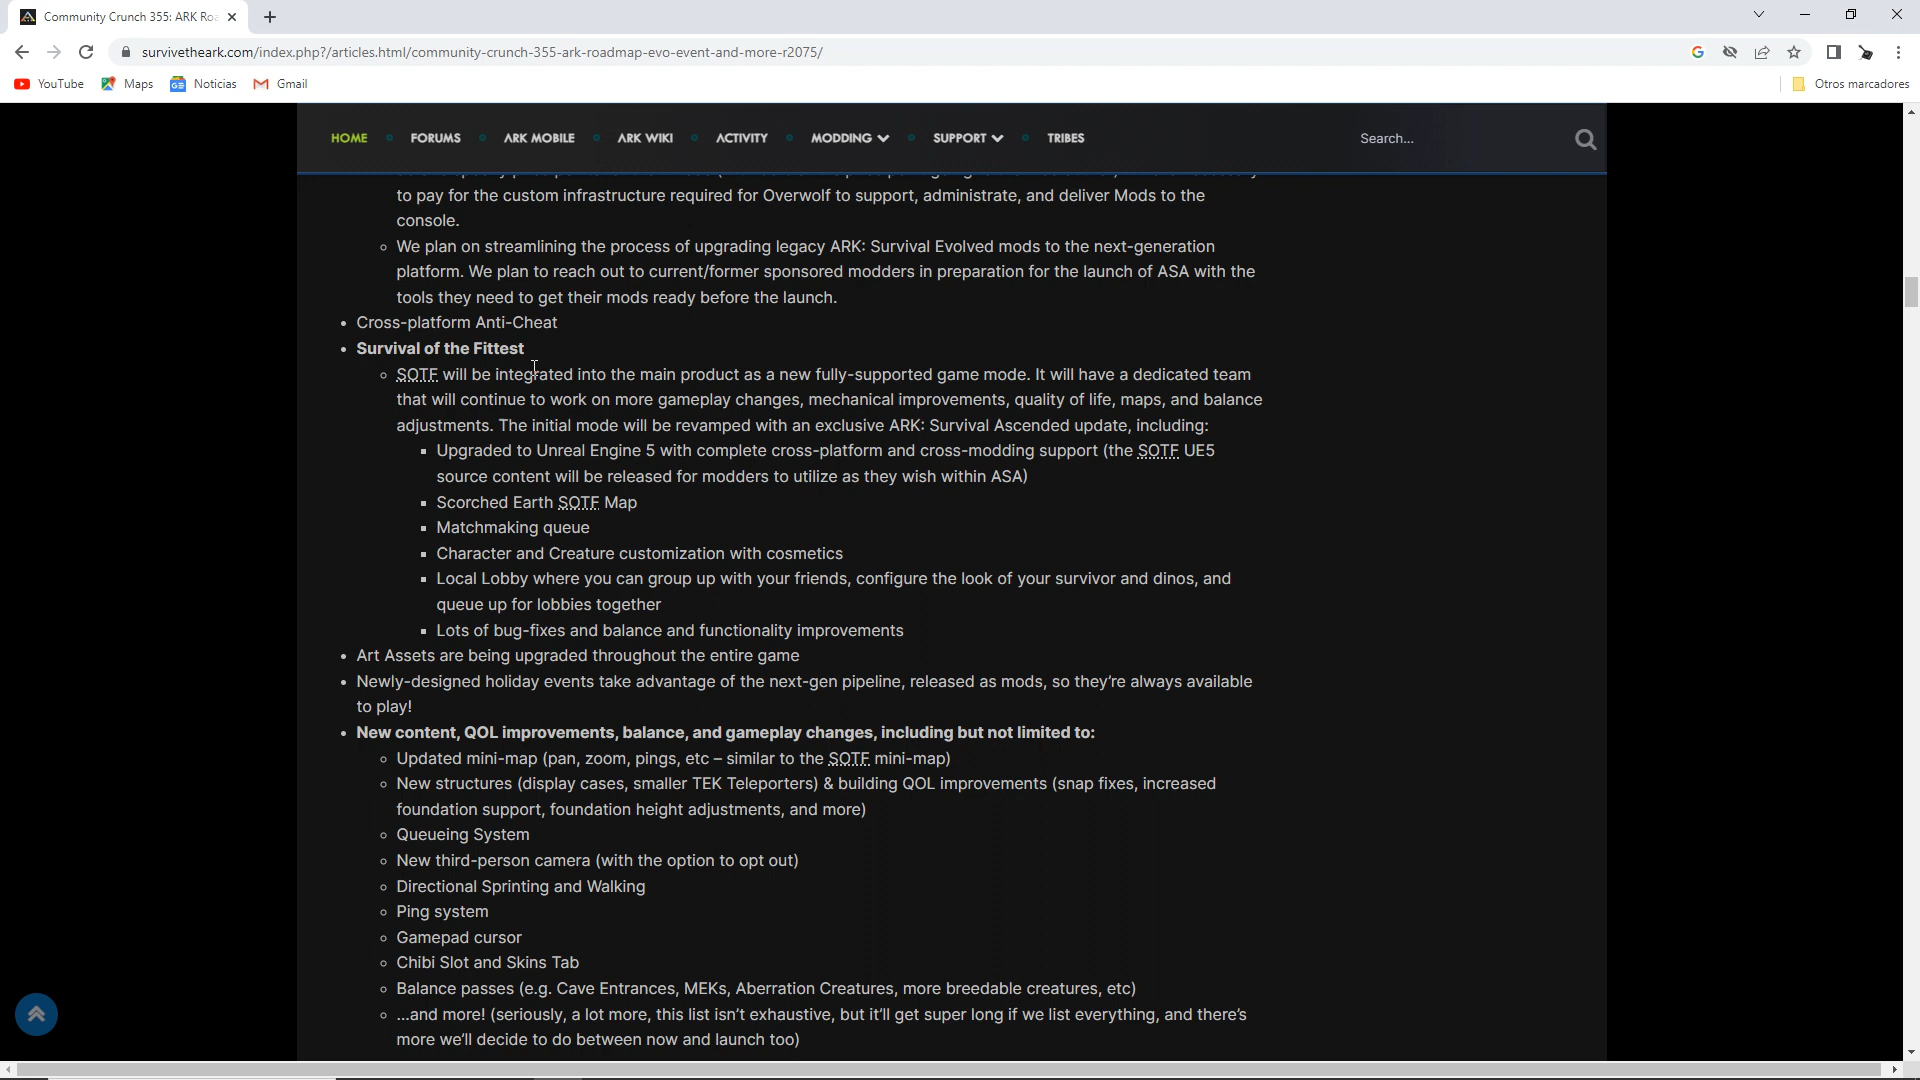 Community Crunch 355: ARK Roa
survivetheark.com/index.php?/articles.html/community-crunch-355-ark-roadmap-evo-event-and-more-r2075/
YouTube Maps Noticias Gmail Otros marcadores
HOME FORUMS ARK MOBILE ARK WIKI ACTIVITY MODDING SUPPORT TRIBES Search...
to pay for the custom infrastructure required for Overwolf to support, administrate, and deliver Mods to the
console.
We plan on streamlining the process of upgrading legacy ARK: Survival Evolved mods to the next-generation
platform. We plan to reach out to current/former sponsored modders in preparation for the launch of ASA with the
tools they need to get their mods ready before the launch.
Cross-platform Anti-Cheat
Survival of the Fittest
SOTF will be integrated into the main product as a new fully-supported game mode. It will have a dedicated team
that will continue to work on more gameplay changes, mechanical improvements, quality of life, maps, and balance
adjustments. The initial mode will be revamped with an exclusive ARK: Survival Ascended update, including:
Upgraded to Unreal Engine 5 with complete cross-platform and cross-modding support (the SOTF UE5
source content will be released for modders to utilize as they wish within ASA)
Scorched Earth SOTF Map
Matchmaking queue
Character and Creature customization with cosmetics
Local Lobby where you can group up with your friends, configure the look of your survivor and dinos, and
queue up for lobbies together
Lots of bug-fixes and balance and functionality improvements
Art Assets are being upgraded throughout the entire game
Newly-designed holiday events take advantage of the next-gen pipeline, released as mods, so they're always available
to play!
New content, QOL improvements, balance, and gameplay changes, including but not limited to:
Updated mini-map (pan, zoom, pings, etc – similar to the SOTF mini-map)
New structures (display cases, smaller TEK Teleporters) & building QOL improvements (snap fixes, increased
foundation support, foundation height adjustments, and more)
Queueing System
New third-person camera (with the option to opt out)
Directional Sprinting and Walking
Ping system
Gamepad cursor
Chibi Slot and Skins Tab
Balance passes (e.g. Cave Entrances, MEKs, Aberration Creatures, more breedable creatures, etc)
...and more! (seriously, a lot more, this list isn't exhaustive, but it'll get super long if we list everything, and there's
more we'll decide to do between now and launch too)